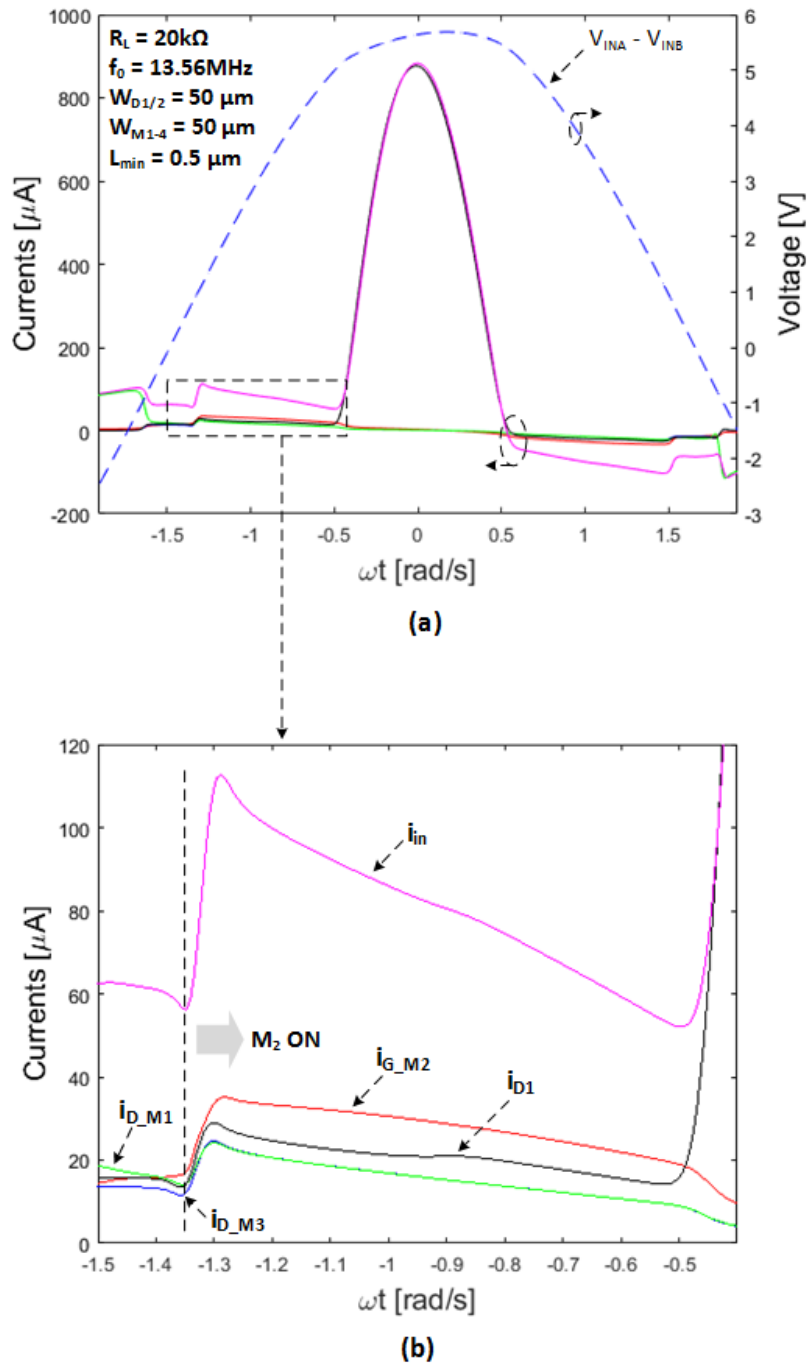 R_L = 20kΩ
f_0 = 13.56MHz
W_D1/2 = 50 µm
W_M1-4 = 50 µm
L_min = 0.5 µm
V_INA - V_INB
1000
800
600
400
200
0
-200
Currents [µA]
6
5
4
3
2
1
0
-1
-2
-3
Voltage [V]
-1.5 -1 -0.5 0 0.5 1 1.5
ωt [rad/s]
(a)
120
100
80
60
40
20
0
Currents [µA]
i_in
M_2 ON
i_G_M2
i_D1
i_D_M1
i_D_M3
-1.5 -1.4 -1.3 -1.2 -1.1 -1 -0.9 -0.8 -0.7 -0.6 -0.5
ωt [rad/s]
(b)